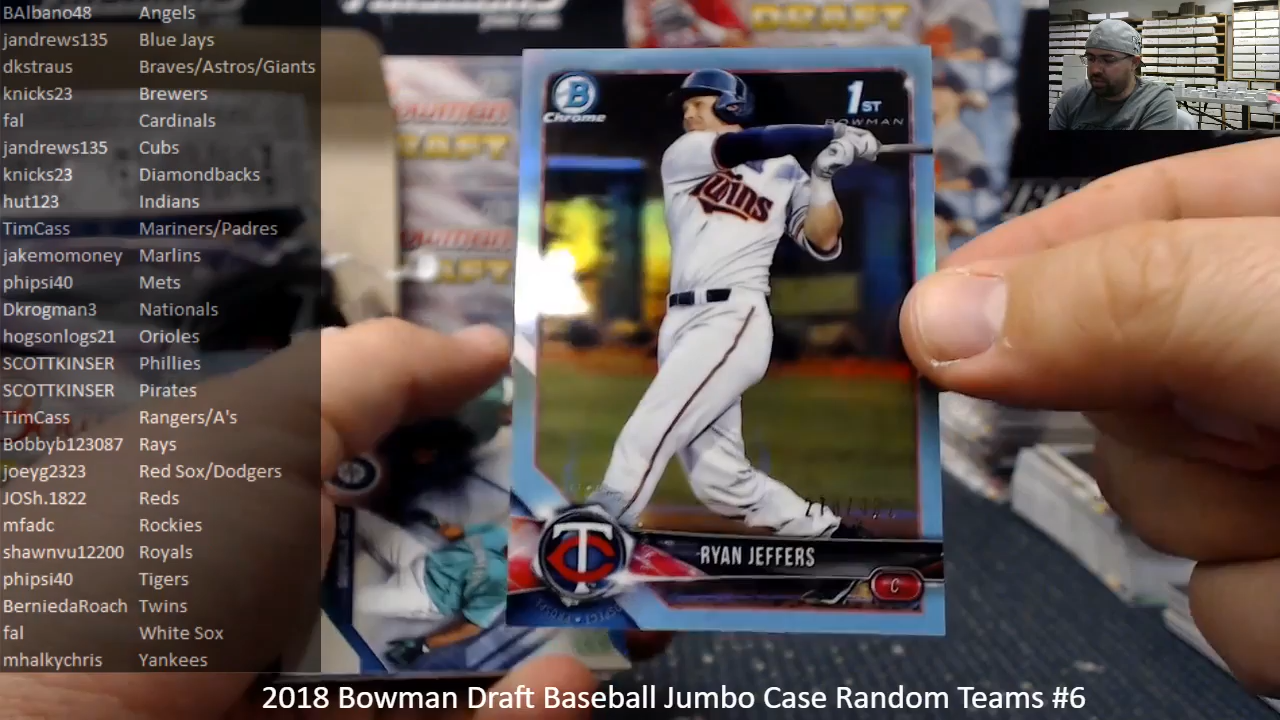 BAlbano48 Angels
jandrews135 Blue Jays
dkstraus Braves/Astros/Giants
knicks23 Brewers
fal Cardinals
jandrews135 Cubs
knicks23 Diamondbacks
hut123 Indians
TimCass Mariners/Padres
jakemomoney Marlins
phipsi40 Mets
Dkrogman3 Nationals
hogsonlogs21 Orioles
SCOTTKINSER Phillies
SCOTTKINSER Pirates
TimCass Rangers/A's
Bobbyb123087 Rays
joeyg2323 Red Sox/Dodgers
JOSh.1822 Reds
mfadc Rockies
shawnvu12200 Royals
phipsi40 Tigers
BerniedaRoach Twins
fal White Sox
mhalkychris Yankees
DRAFT
B
Chrome
1ST
BOWMAN
Twins
TC
RYAN JEFFERS
C
2018 Bowman Draft Baseball Jumbo Case Random Teams #6